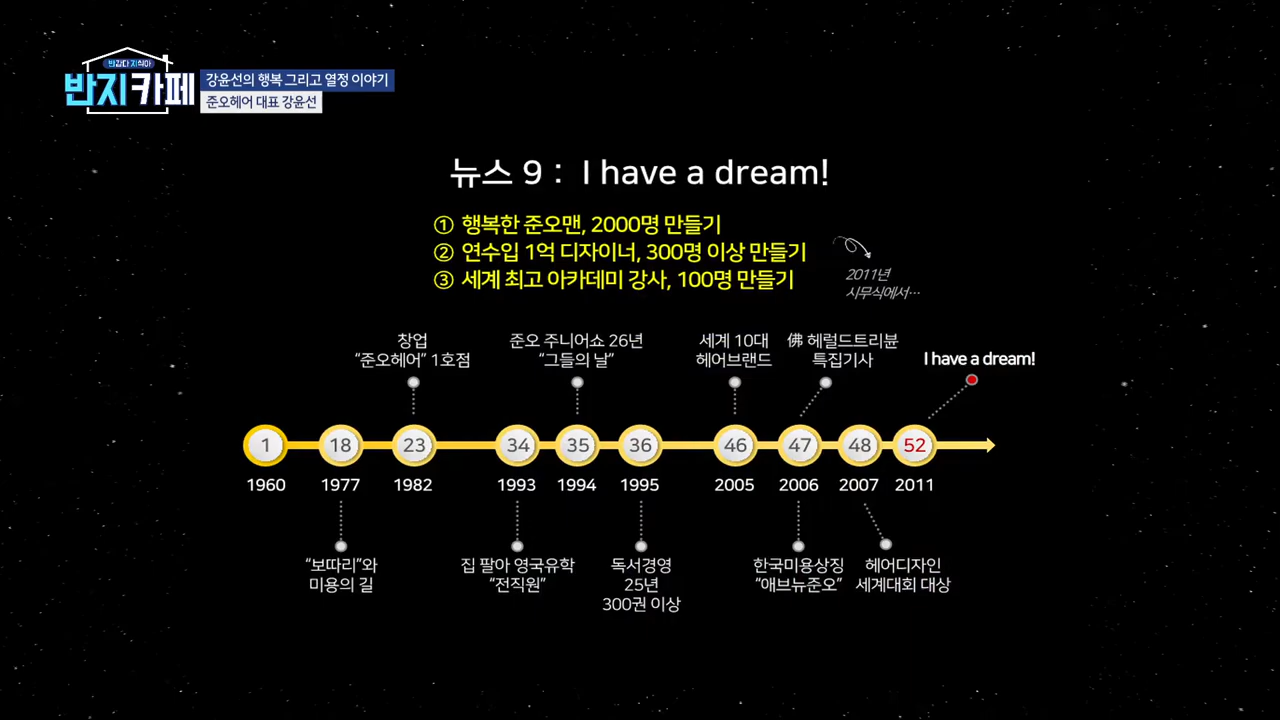 반갑다 지식아
반지카페
강윤선의 행복 그리고 열정 이야기
준오헤어 대표 강윤선
뉴스 9 : I have a dream!
① 행복한 준오맨, 2000명 만들기
② 연수입 1억 디자이너, 300명 이상 만들기
③ 세계 최고 아카데미 강사, 100명 만들기
2011년
시무식에서…
창업
“준오헤어” 1호점
준오 주니어쇼 26년
“그들의 날”
세계 10대
헤어브랜드
佛 헤럴드트리뷴
특집기사
I have a dream!
1 18 23 34 35 36 46 47 48 52
1960 1977 1982 1993 1994 1995 2005 2006 2007 2011
“보따리”와
미용의 길
집 팔아 영국유학
“전직원”
독서경영
25년
300권 이상
한국미용상징
“애브뉴준오”
헤어디자인
세계대회 대상